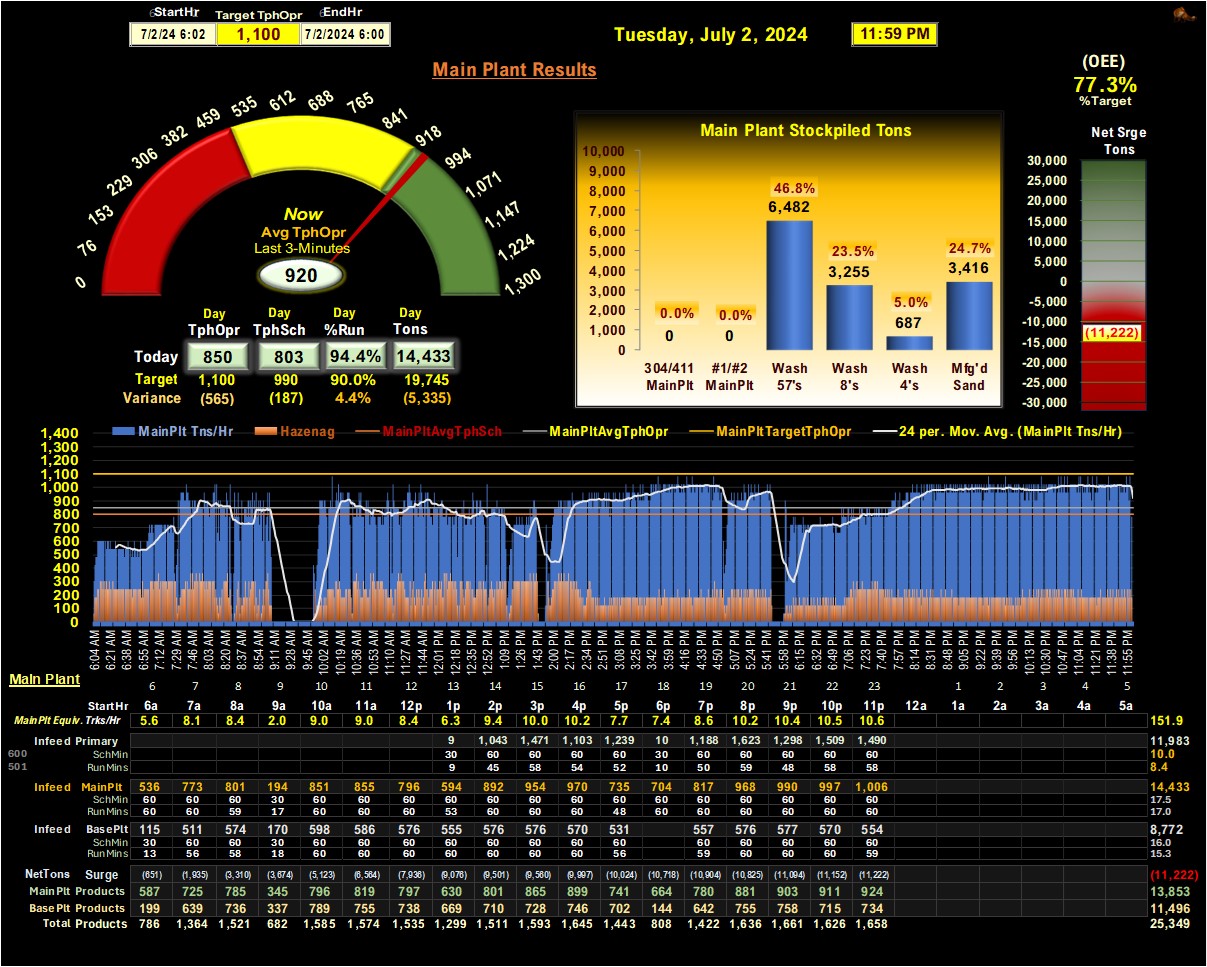 StartHr Target TphOpr EndHr
7/2/24 6:02 1,100 7/2/2024 6:00
Tuesday, July 2, 2024 11:59 PM
Main Plant Results
(OEE)
77.3%
%Target
0 76 153 229 306 382 459 535 612 688 765 841 918 994 1,071 1,147 1,224 1,300
Now
Avg TphOpr
Last 3-Minutes
920
Day Day Day Day
TphOpr TphSch %Run Tons
Today 850 803 94.4% 14,433
Target 1,100 990 90.0% 19,745
Variance (565) (187) 4.4% (5,335)
Main Plant Stockpiled Tons
10,000
9,000
8,000
7,000
6,000
5,000
4,000
3,000
2,000
1,000
0
0.0% 0.0% 46.8% 23.5% 5.0% 24.7%
0 0 6,482 3,255 687 3,416
304/411 #1/#2 Wash Wash Wash Mfg'd
MainPlt MainPlt 57's 8's 4's Sand
Net Srge
Tons
30,000
25,000
20,000
15,000
10,000
5,000
0
-5,000
-10,000
(11,222)
-15,000
-20,000
-25,000
-30,000
MainPlt Tns/Hr Hazenag MainPltAvgTphSch MainPltAvgTphOpr MainPltTargetTphOpr 24 per. Mov. Avg. (MainPlt Tns/Hr)
1,400
1,300
1,200
1,100
1,000
900
800
700
600
500
400
300
200
100
0
6:04 AM 6:21 AM 6:38 AM 6:55 AM 7:12 AM 7:29 AM 7:46 AM 8:03 AM 8:20 AM 8:37 AM 8:54 AM 9:11 AM 9:28 AM 9:45 AM 10:02 AM 10:19 AM 10:36 AM 10:53 AM 11:10 AM 11:27 AM 11:44 AM 12:01 PM 12:18 PM 12:35 PM 12:52 PM 1:09 PM 1:26 PM 1:43 PM 2:00 PM 2:17 PM 2:34 PM 2:51 PM 3:08 PM 3:25 PM 3:42 PM 3:59 PM 4:16 PM 4:33 PM 4:50 PM 5:07 PM 5:24 PM 5:41 PM 5:58 PM 6:15 PM 6:32 PM 6:49 PM 7:06 PM 7:23 PM 7:40 PM 7:57 PM 8:14 PM 8:31 PM 8:48 PM 9:05 PM 9:22 PM 9:39 PM 9:56 PM 10:13 PM 10:30 PM 10:47 PM 11:04 PM 11:21 PM 11:38 PM 11:55 PM
Main Plant
6 7 8 9 10 11 12 13 14 15 16 17 18 19 20 21 22 23 1 2 3 4 5
StartHr 6a 7a 8a 9a 10a 11a 12p 1p 2p 3p 4p 5p 6p 7p 8p 9p 10p 11p 12a 1a 2a 3a 4a 5a
MainPlt Equiv. Trks/Hr 5.6 8.1 8.4 2.0 9.0 9.0 8.4 6.3 9.4 10.0 10.2 7.7 7.4 8.6 10.2 10.4 10.5 10.6 151.9
Infeed Primary 9 1,043 1,471 1,103 1,239 10 1,188 1,623 1,298 1,509 1,490 11,983
600 SchMin 30 60 60 60 60 30 60 60 60 60 60 10.0
501 RunMins 9 45 58 54 52 10 50 59 48 58 58 8.4
Infeed MainPlt 536 773 801 194 851 855 796 594 892 954 970 735 704 817 968 990 997 1,006 14,433
SchMin 60 60 60 30 60 60 60 60 60 60 60 60 60 60 60 60 60 60 17.5
RunMins 60 60 59 17 60 60 60 53 60 60 60 48 60 60 60 60 60 60 17.0
Infeed BasePlt 115 511 574 170 598 586 576 555 576 576 570 531 557 576 577 570 554 8,772
SchMin 30 60 60 30 60 60 60 60 60 60 60 60 60 60 60 60 60 16.0
RunMins 13 56 58 18 60 60 60 60 60 60 60 56 59 60 60 60 59 15.3
NetTons Surge (651) (1,935) (3,310) (3,674) (5,123) (6,564) (7,936) (9,076) (9,501) (9,560) (9,997) (10,024) (10,718) (10,904) (10,825) (11,094) (11,152) (11,222) (11,222)
MainPlt Products 587 725 785 345 796 819 797 630 801 865 899 741 664 780 881 903 911 924 13,853
BasePlt Products 199 639 736 337 789 755 738 669 710 728 746 702 144 642 755 758 715 734 11,496
Total Products 786 1,364 1,521 682 1,585 1,574 1,535 1,299 1,511 1,593 1,645 1,443 808 1,422 1,636 1,661 1,626 1,658 25,349